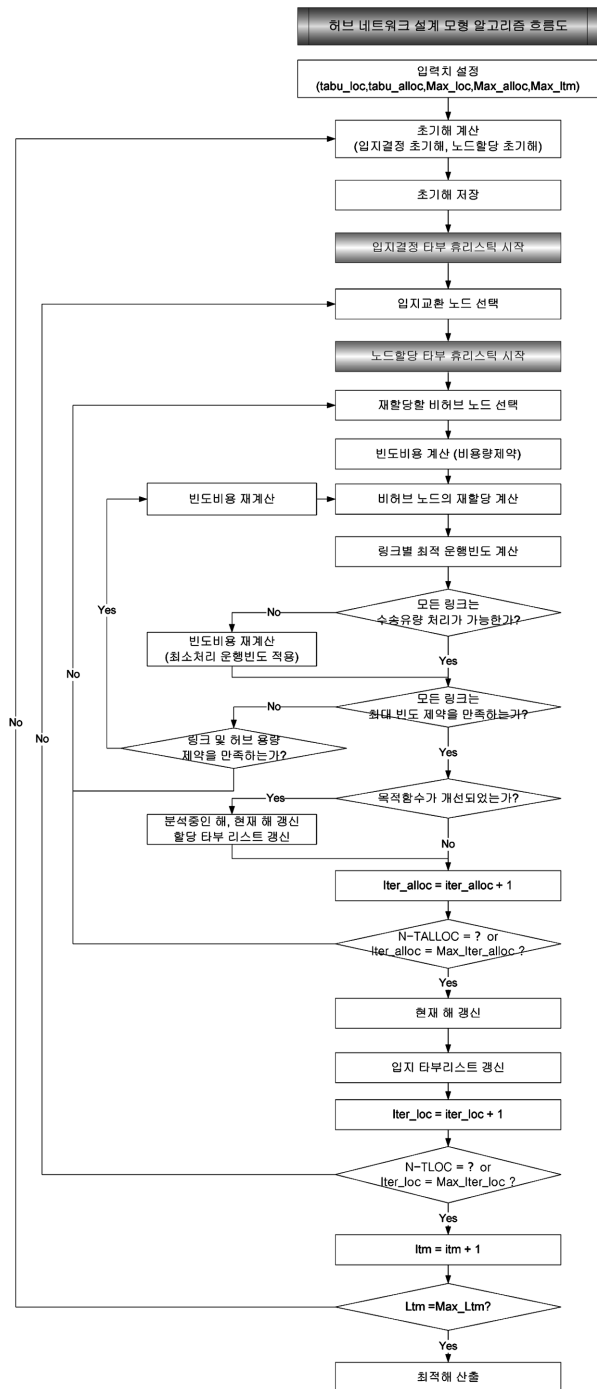 허브 네트워크 설계 모형 알고리즘 흐름도
입력치 설정
(tabu_loc,tabu_alloc,Max_loc,Max_alloc,Max_ltm)
초기해 계산
(입지결정 초기해, 노드할당 초기해)
초기해 저장
입지결정 타부 휴리스틱 시작
입지교환 노드 선택
노드할당 타부 휴리스틱 시작
재할당할 비허브 노드 선택
빈도비용 계산 (비용량제약)
빈도비용 재계산
비허브 노드의 재할당 계산
링크별 최적 운행빈도 계산
Yes
No
모든 링크는
수송유량 처리가 가능한가?
빈도비용 재계산
(최소처리 운행빈도 적용)
Yes
No
No
No
No
모든 링크는
최대 빈도 제약을 만족하는가?
링크 및 허브 용량
제약을 만족하는가?
Yes
Yes
목적함수가 개선되었는가?
분석중인 해, 현재 해 갱신
할당 타부 리스트 갱신
No
Iter_alloc = iter_alloc + 1
N-TALLOC = ? or
Iter_alloc = Max_Iter_alloc ?
Yes
현재 해 갱신
입지 타부리스트 갱신
Iter_loc = iter_loc + 1
N-TLOC = ? or
Iter_loc = Max_Iter_loc ?
Yes
ltm = itm + 1
Ltm =Max_Ltm?
Yes
최적해 산출